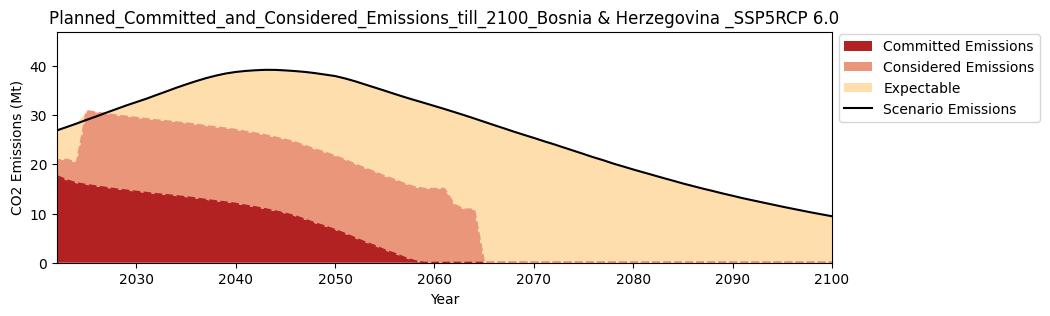 Planned_Committed_and_Considered_Emissions_till_2100_Bosnia & Herzegovina _SSP5RCP 6.0
Committed Emissions
Considered Emissions
Expectable
Scenario Emissions
CO2 Emissions (Mt)
40
30
20
10
0
2030 2040 2050 2060 2070 2080 2090 2100
Year